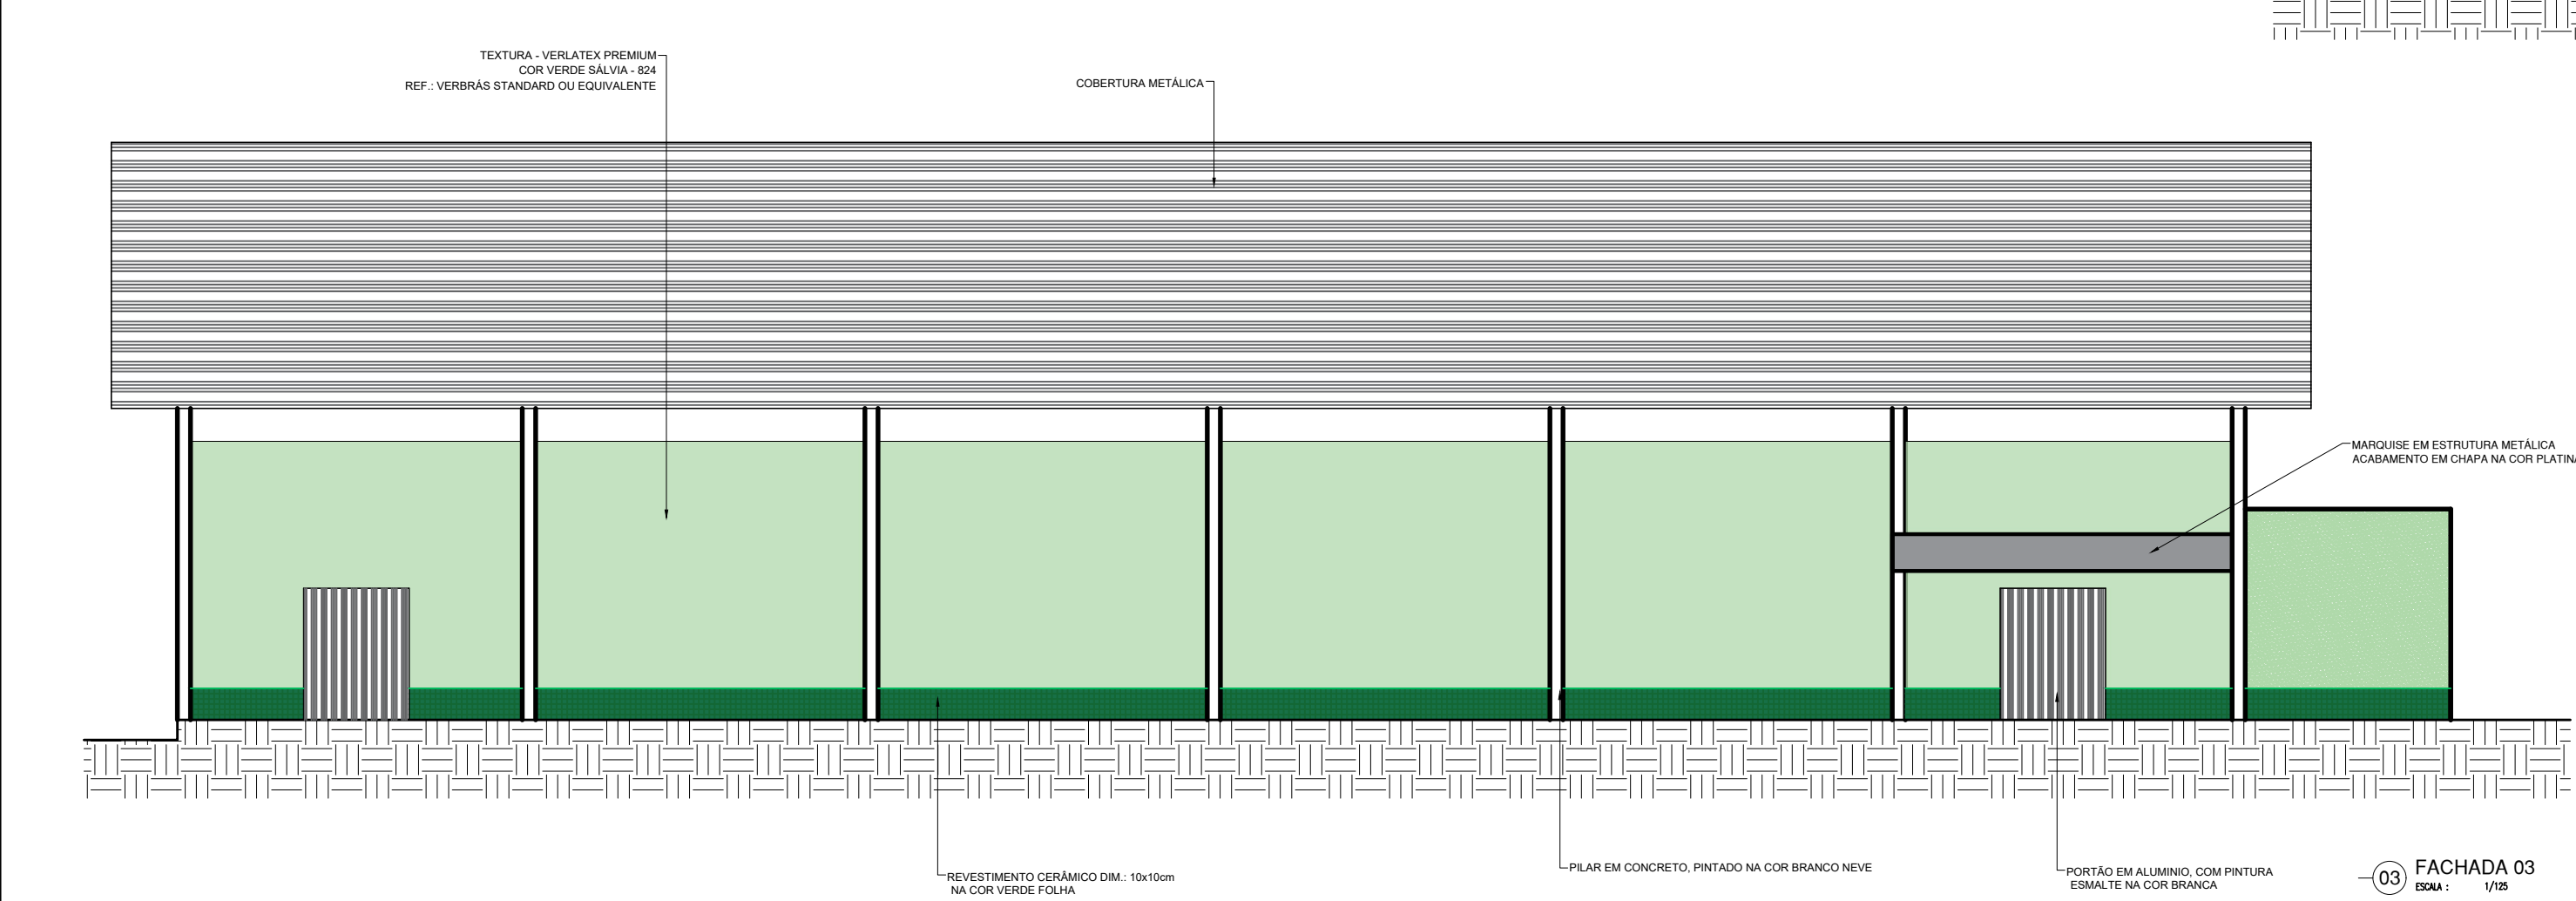 TEXTURA - VERLATEX PREMIUM
COR VERDE SÁLVIA - 824
REF.: VERBRÁS STANDARD OU EQUIVALENTE
COBERTURA METÁLICA
MARQUISE EM ESTRUTURA METÁLICA
ACABAMENTO EM CHAPA NA COR PLATINA
REVESTIMENTO CERÂMICO DIM.: 10x10cm
NA COR VERDE FOLHA
PILAR EM CONCRETO, PINTADO NA COR BRANCO NEVE
PORTÃO EM ALUMINIO, COM PINTURA
ESMALTE NA COR BRANCA
03 FACHADA 03
ESCALA : 1/125